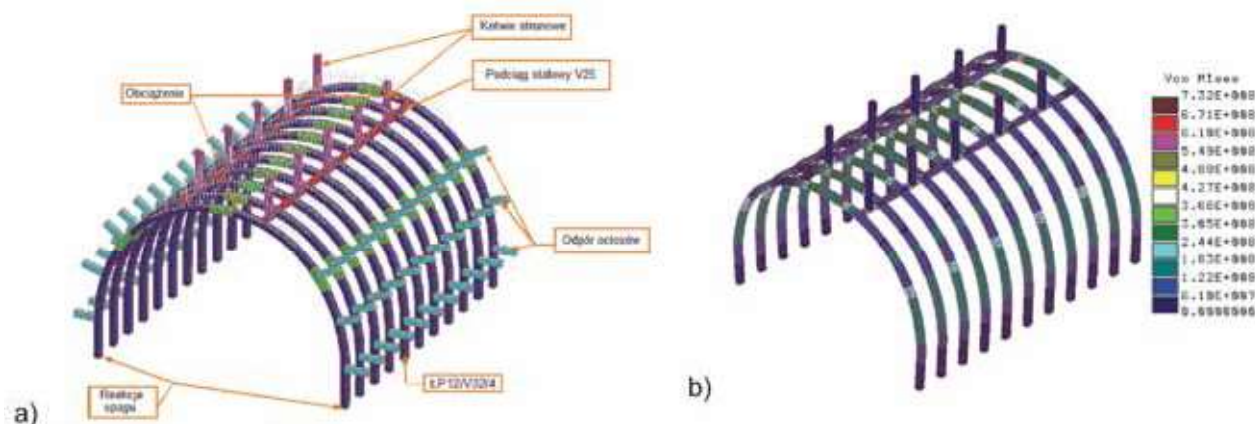 Kotwie strunowe
Podciąg stalowy V25
Obciążenie
Odpór ociosów
ŁP12/V32/4
Reakcja
spągu
a)
Von Mises
7.32E+008
6.71E+008
6.10E+008
5.49E+008
4.88E+008
4.27E+008
3.66E+008
3.05E+008
2.44E+008
1.83E+008
1.22E+008
6.10E+007
0.0000000
b)